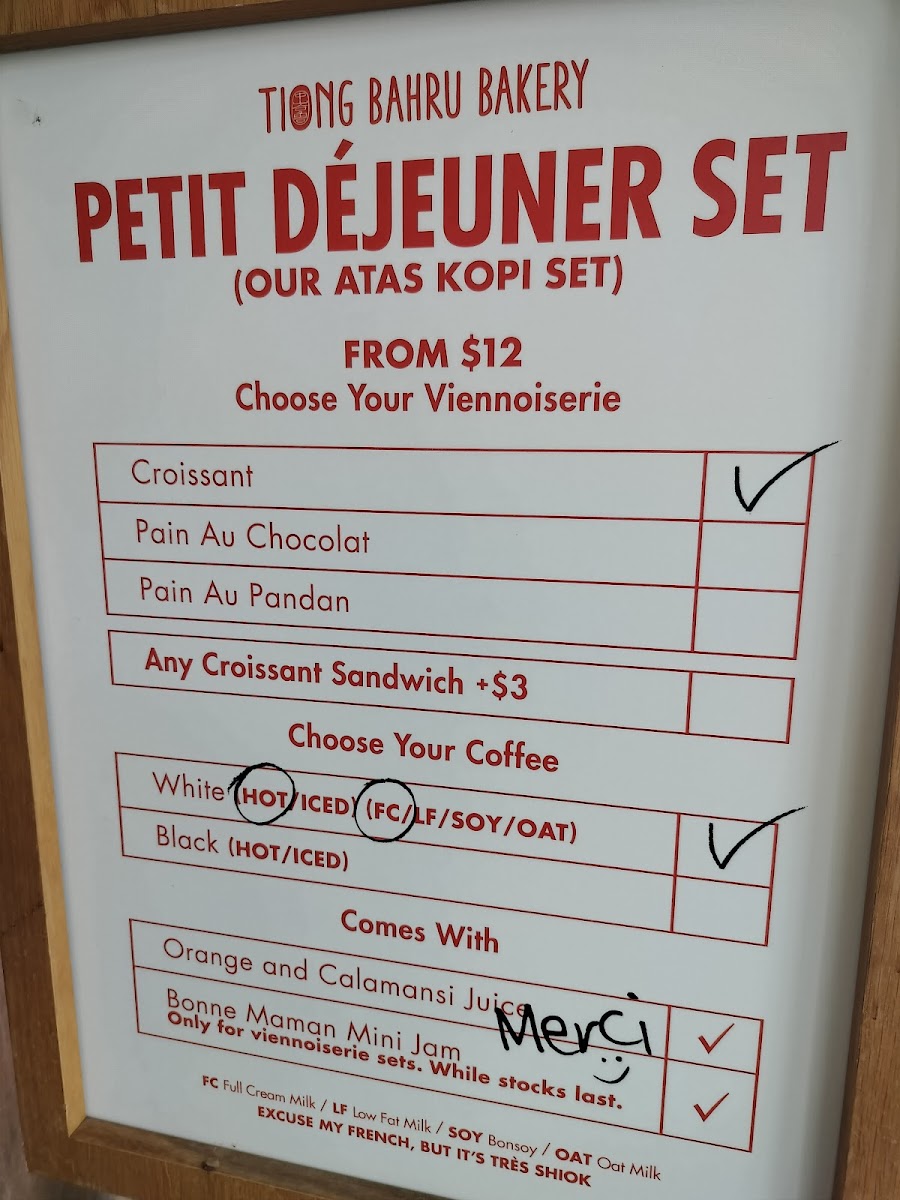 TIONG BAHRU BAKERY
PETIT DÉJEUNER SET
(OUR ATAS KOPI SET)
FROM $12
Choose Your Viennoiserie
Croissant
Pain Au Chocolat
Pain Au Pandan
Any Croissant Sandwich +$3
Choose Your Coffee
White (HOT/ICED) (FC/LF/SOY/OAT)
Black (HOT/ICED)
Comes With
Orange and Calamansi Juice
Merci
Bonne Maman Mini Jam
Only for viennoiserie sets. While stocks last.
FC Full Cream Milk / LF Low Fat Milk / SOY Bonsoy / OAT Oat Milk
EXCUSE MY FRENCH, BUT IT'S TRÈS SHIOK